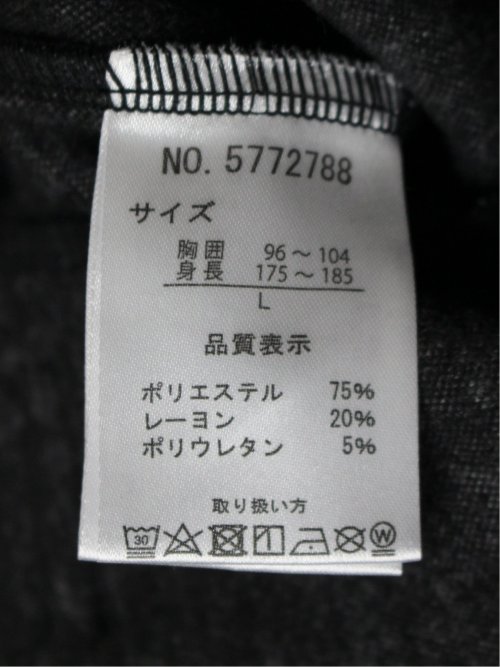 NO. 5772788
サイズ
胸囲 96～104
身長 175～185
L
品質表示
ポリエステル 75%
レーヨン 20%
ポリウレタン 5%
取り扱い方
30 W